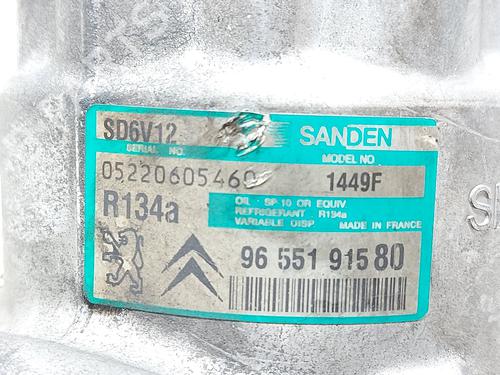 SD6V12 SANDEN
SERIAL NO. MODEL NO
05220605460 1449F
R134a
OIL SP 10 OR EQUIV
REFRIGERANT R134a
VARIABLE DISP MADE IN FRANCE
96 551 915 80